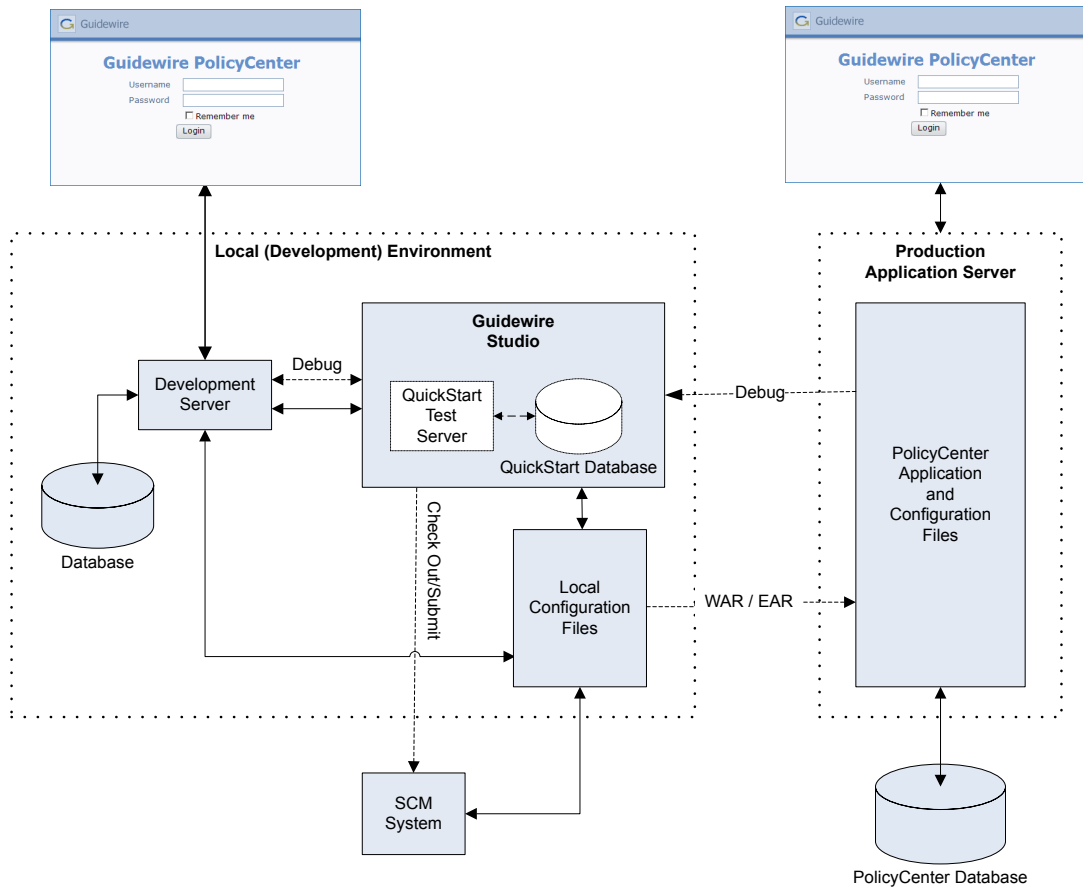 Guidewire
Guidewire PolicyCenter
Username
Password
Remember me
Login
Guidewire
Guidewire PolicyCenter
Username
Password
Remember me
Login
Local (Development) Environment
Production
Application Server
Guidewire
Studio
Debug
Development
Server
QuickStart
Test
Server
QuickStart Database
Debug
PolicyCenter
Application
and
Configuration
Files
Database
Check Out/Submit
Local
Configuration
Files
WAR / EAR
SCM
System
PolicyCenter Database